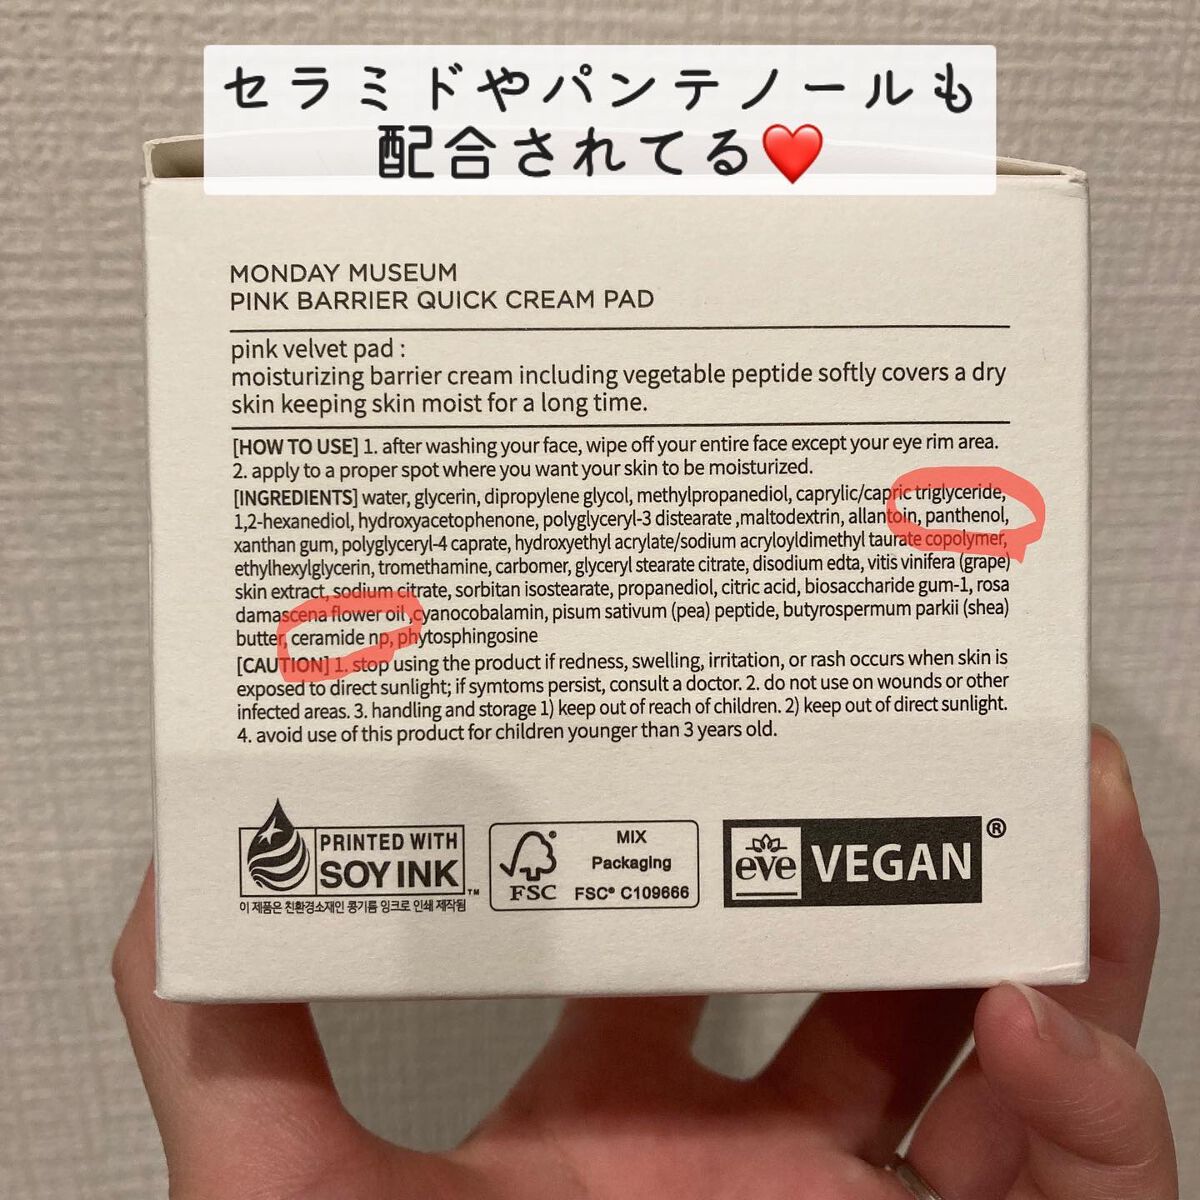 セラミドやパンテノールも
配合されてる❤️
MONDAY MUSEUM
PINK BARRIER QUICK CREAM PAD
pink velvet pad :
moisturizing barrier cream including vegetable peptide softly covers a dry
skin keeping skin moist for a long time.
[HOW TO USE] 1. after washing your face, wipe off your entire face except your eye rim area.
2. apply to a proper spot where you want your skin to be moisturized.
[INGREDIENTS] water, glycerin, dipropylene glycol, methylpropanediol, caprylic/capric triglyceride,
1,2-hexanediol, hydroxyacetophenone, polyglyceryl-3 distearate ,maltodextrin, allantoin, panthenol,
xanthan gum, polyglyceryl-4 caprate, hydroxyethyl acrylate/sodium acryloyldimethyl taurate copolymer,
ethylhexylglycerin, tromethamine, carbomer, glyceryl stearate citrate, disodium edta, vitis vinifera (grape)
skin extract, sodium citrate, sorbitan isostearate, propanediol, citric acid, biosaccharide gum-1, rosa
damascena flower oil ,cyanocobalamin, pisum sativum (pea) peptide, butyrospermum parkii (shea)
butter, ceramide np, phytosphingosine
[CAUTION] 1. stop using the product if redness, swelling, irritation, or rash occurs when skin is
exposed to direct sunlight; if symtoms persist, consult a doctor. 2. do not use on wounds or other
infected areas. 3. handling and storage 1) keep out of reach of children. 2) keep out of direct sunlight.
4. avoid use of this product for children younger than 3 years old.
PRINTED WITH
SOY INK™
이 제품은 친환경소재인 콩기름 잉크로 인쇄 제작됨
FSC
MIX
Packaging
FSC® C109666
eve VEGAN®